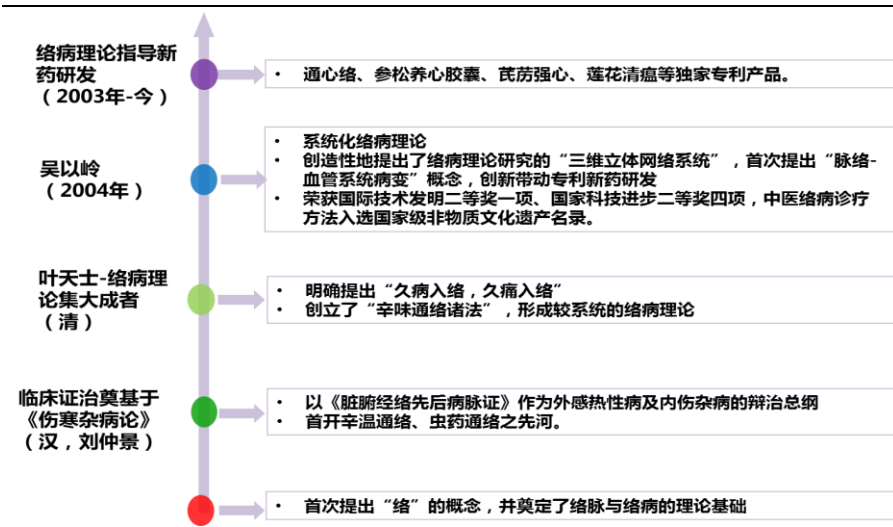 络病理论指导新
药研发
（2003年-今）
• 通心络、参松养心胶囊、芪苈强心、莲花清瘟等独家专利产品。
吴以岭
（2004年）
• 系统化络病理论
• 创造性地提出了络病理论研究的“三维立体网络系统”，首次提出“脉络-
血管系统病变”概念，创新带动专利新药研发
• 荣获国际技术发明二等奖一项、国家科技进步二等奖四项，中医络病诊疗
方法入选国家级非物质文化遗产名录。
叶天士-络病理
论集大成者
（清）
• 明确提出“久病入络，久痛入络”
• 创立了“辛味通络诸法”，形成较系统的络病理论
临床证治奠基于
《伤寒杂病论》
（汉，刘仲景）
• 以《脏腑经络先后病脉证》作为外感热性病及内伤杂病的辩治总纲
• 首开辛温通络、虫药通络之先河。
• 首次提出“络”的概念，并奠定了络脉与络病的理论基础